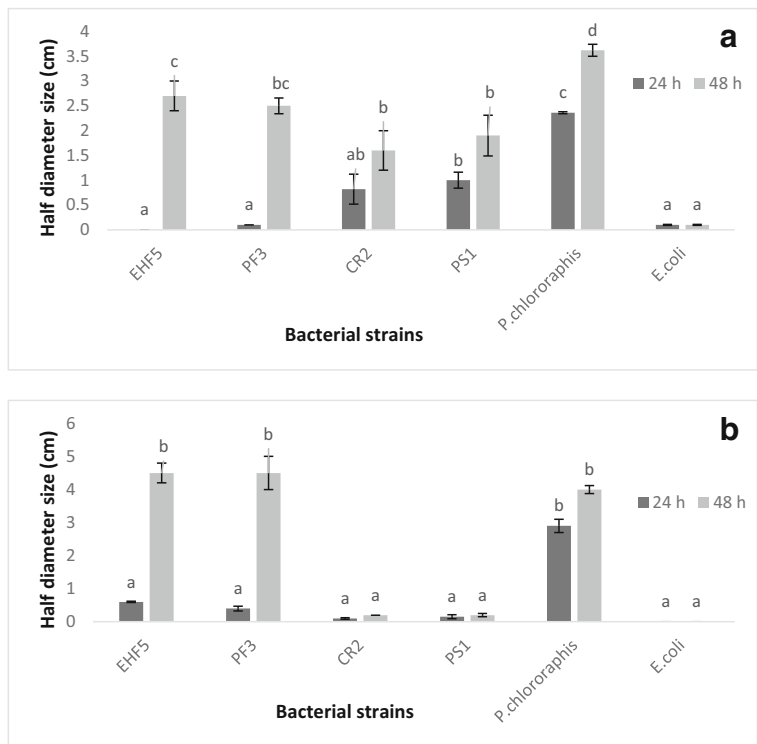 a
Half diameter size (cm)
4
3.5
3
2.5
2
1.5
1
0.5
0
a c a bc ab b b b c d a a
24 h 48 h
EHF5 PF3 CR2 PS1 P.chlororaphis E.coli
Bacterial strains
b
Half diameter size (cm)
6
5
4
3
2
1
0
a b a b a a a a b b a a
24 h 48 h
EHF5 PF3 CR2 PS1 P.chlororaphis E.coli
Bacterial strains